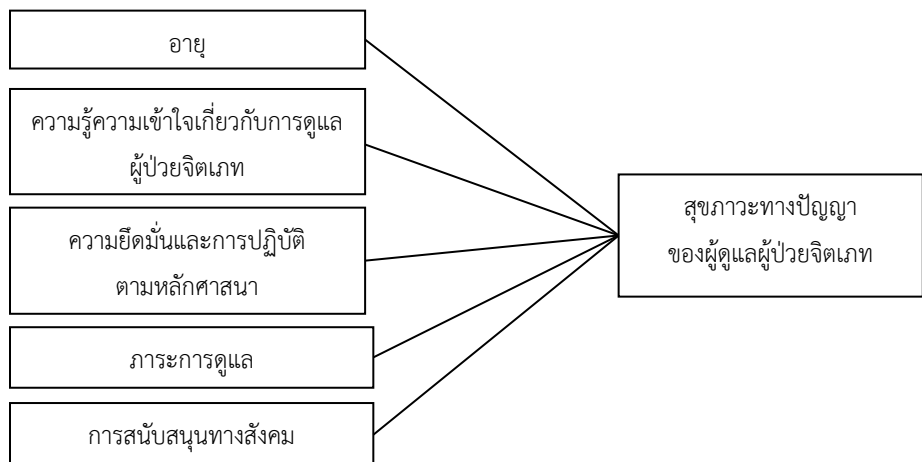 อายุ
ความรู้ความเข้าใจเกี่ยวกับการดูแล
ผู้ป่วยจิตเภท
ความยึดมั่นและการปฏิบัติ
ตามหลักศาสนา
ภาระการดูแล
การสนับสนุนทางสังคม
สุขภาวะทางปัญญา
ของผู้ดูแลผู้ป่วยจิตเภท